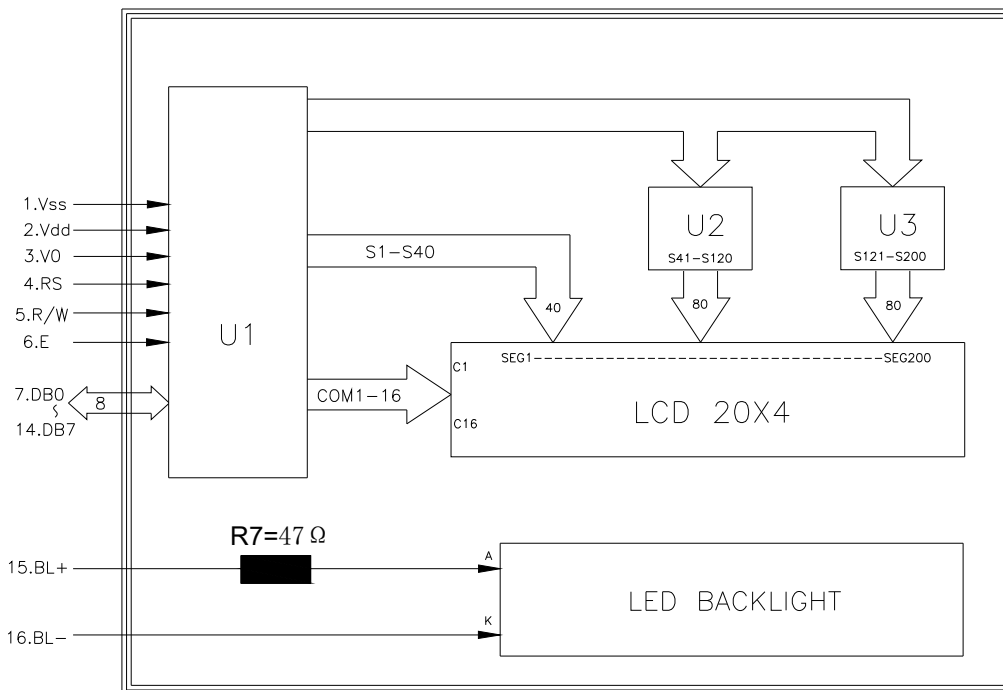 1.Vss
2.Vdd
3.V0
4.RS
5.R/W
6.E
7.DB0
~
14.DB7
8
U1
S1-S40
COM1-16
U2
S41-S120
U3
S121-S200
40
80
80
SEG1
SEG200
C1
C16
LCD 20X4
R7=47 Ω
15.BL+
A
16.BL-
K
LED BACKLIGHT